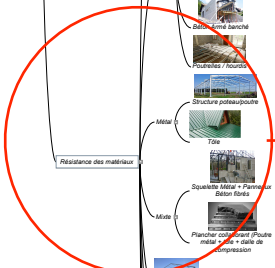 Béton Armé banché
Poutrelles / hourdis
Structure poteau/poutre
Métal
Tôle
Résistance des matériaux
Squelette Métal + Panneaux
Béton fibrés
Mixte
Plancher collaborant (Poutre
métal + tôle + dalle de
compression